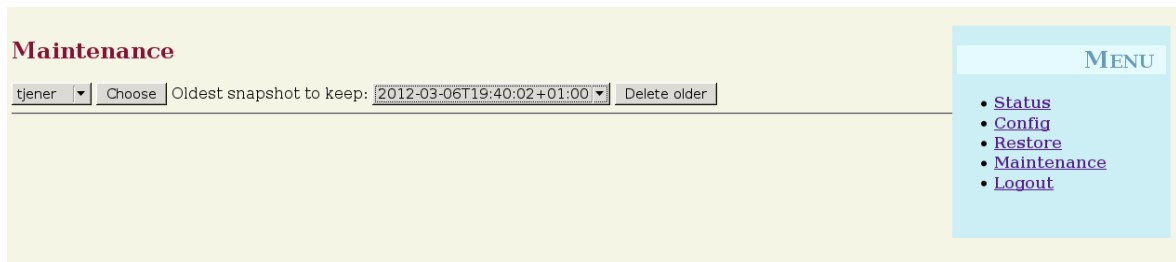 Maintenance
tjener Choose Oldest snapshot to keep: 2012-03-06T19:40:02+01:00 Delete older
MENU
Status
Config
Restore
Maintenance
Logout